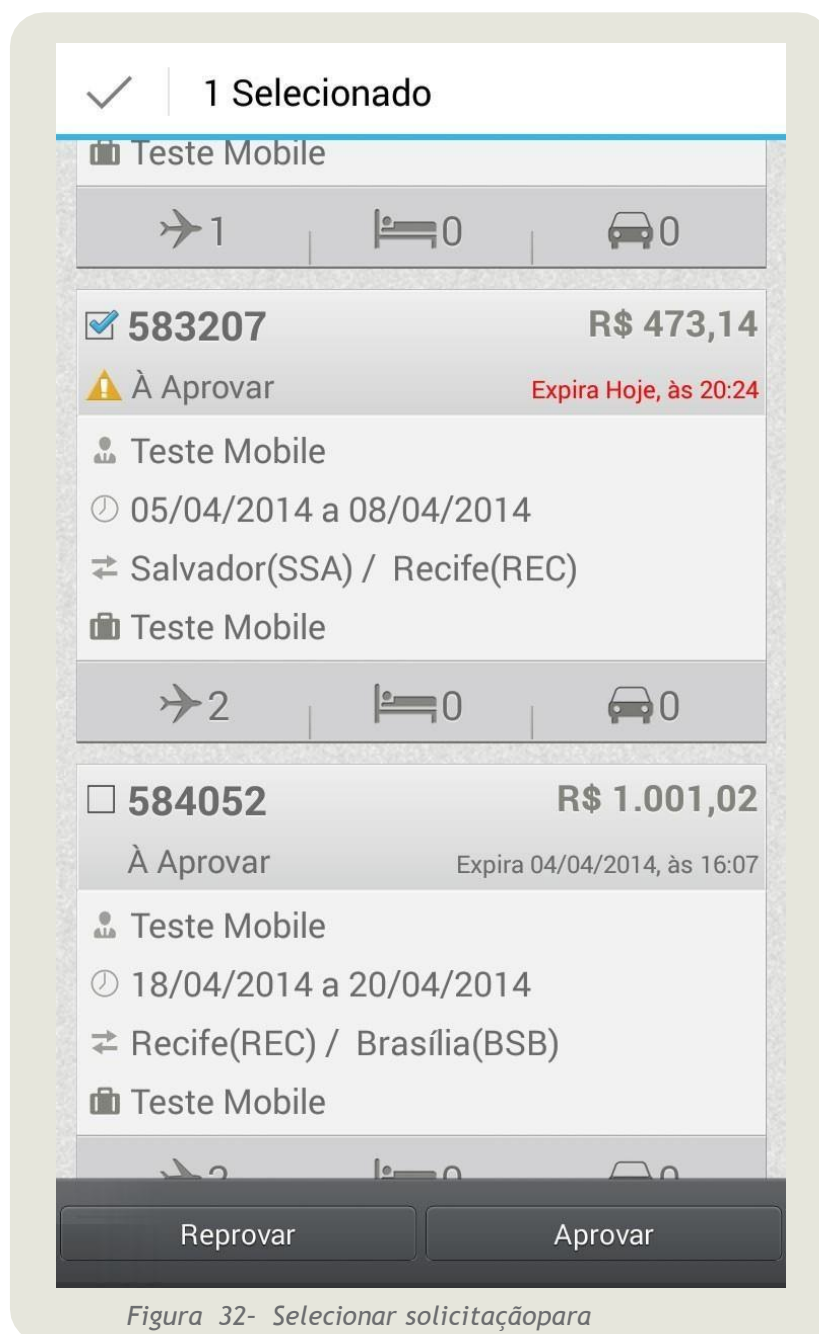 1 Selecionado
Teste Mobile
1 0 0
583207 R$ 473,14
À Aprovar Expira Hoje, às 20:24
Teste Mobile
05/04/2014 a 08/04/2014
Salvador(SSA) / Recife(REC)
Teste Mobile
2 0 0
584052 R$ 1.001,02
À Aprovar Expira 04/04/2014, às 16:07
Teste Mobile
18/04/2014 a 20/04/2014
Recife(REC) / Brasília(BSB)
Teste Mobile
2 0 0
Reprovar Aprovar
Figura 32- Selecionar solicitaçãopara